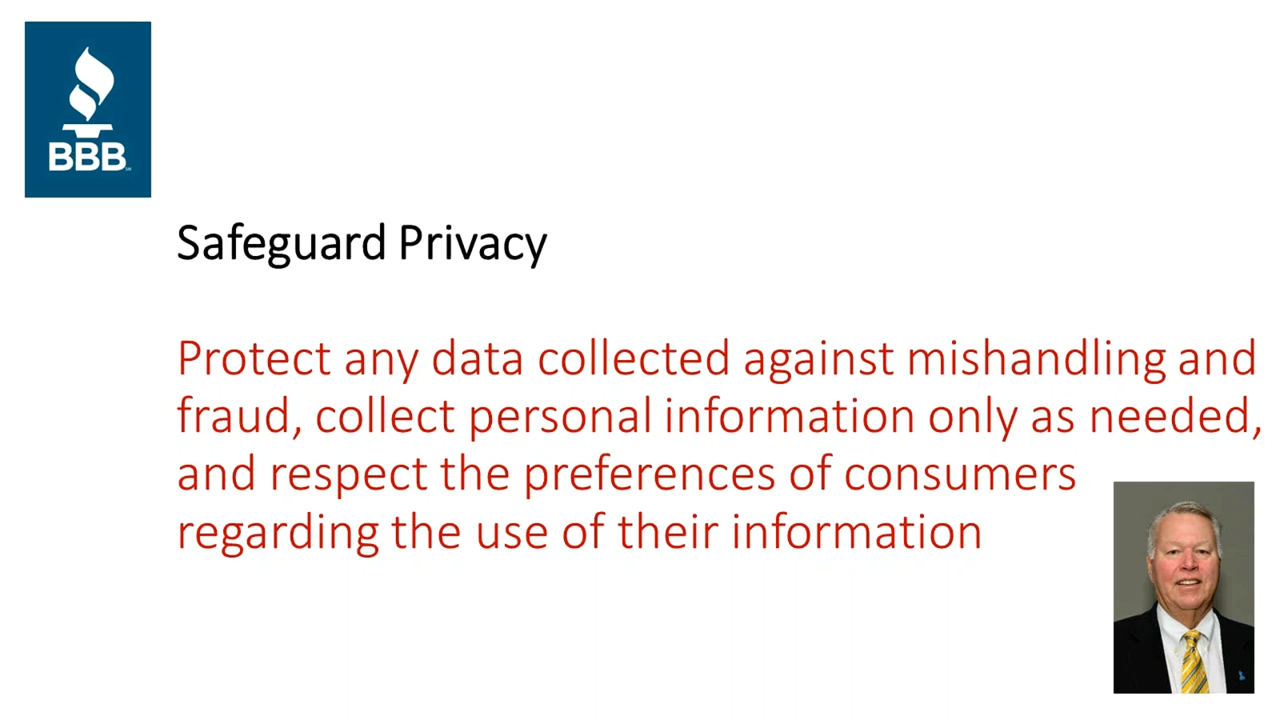 BBB
Safeguard Privacy
Protect any data collected against mishandling and
fraud, collect personal information only as needed,
and respect the preferences of consumers
regarding the use of their information